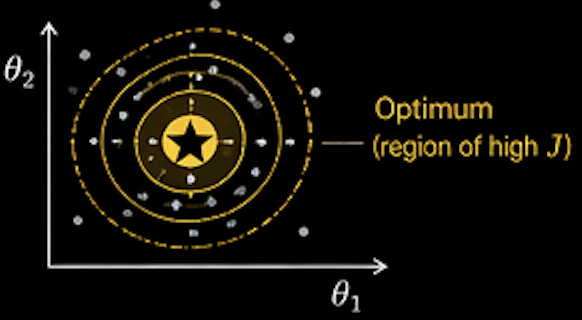 θ₂
Optimum
(region of high J)
θ₁